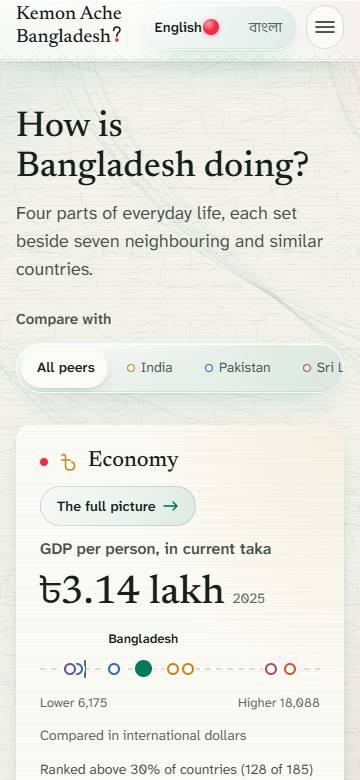 Kemon Ache
Bangladesh?
English
বাংলা
How is
Bangladesh doing?
Four parts of everyday life, each set
beside seven neighbouring and similar
countries.
Compare with
All peers
India
Pakistan
Sri L
৳ Economy
The full picture →
GDP per person, in current taka
৳3.14 lakh 2025
Bangladesh
Lower 6,175
Higher 18,088
Compared in international dollars
Ranked above 30% of countries (128 of 185)